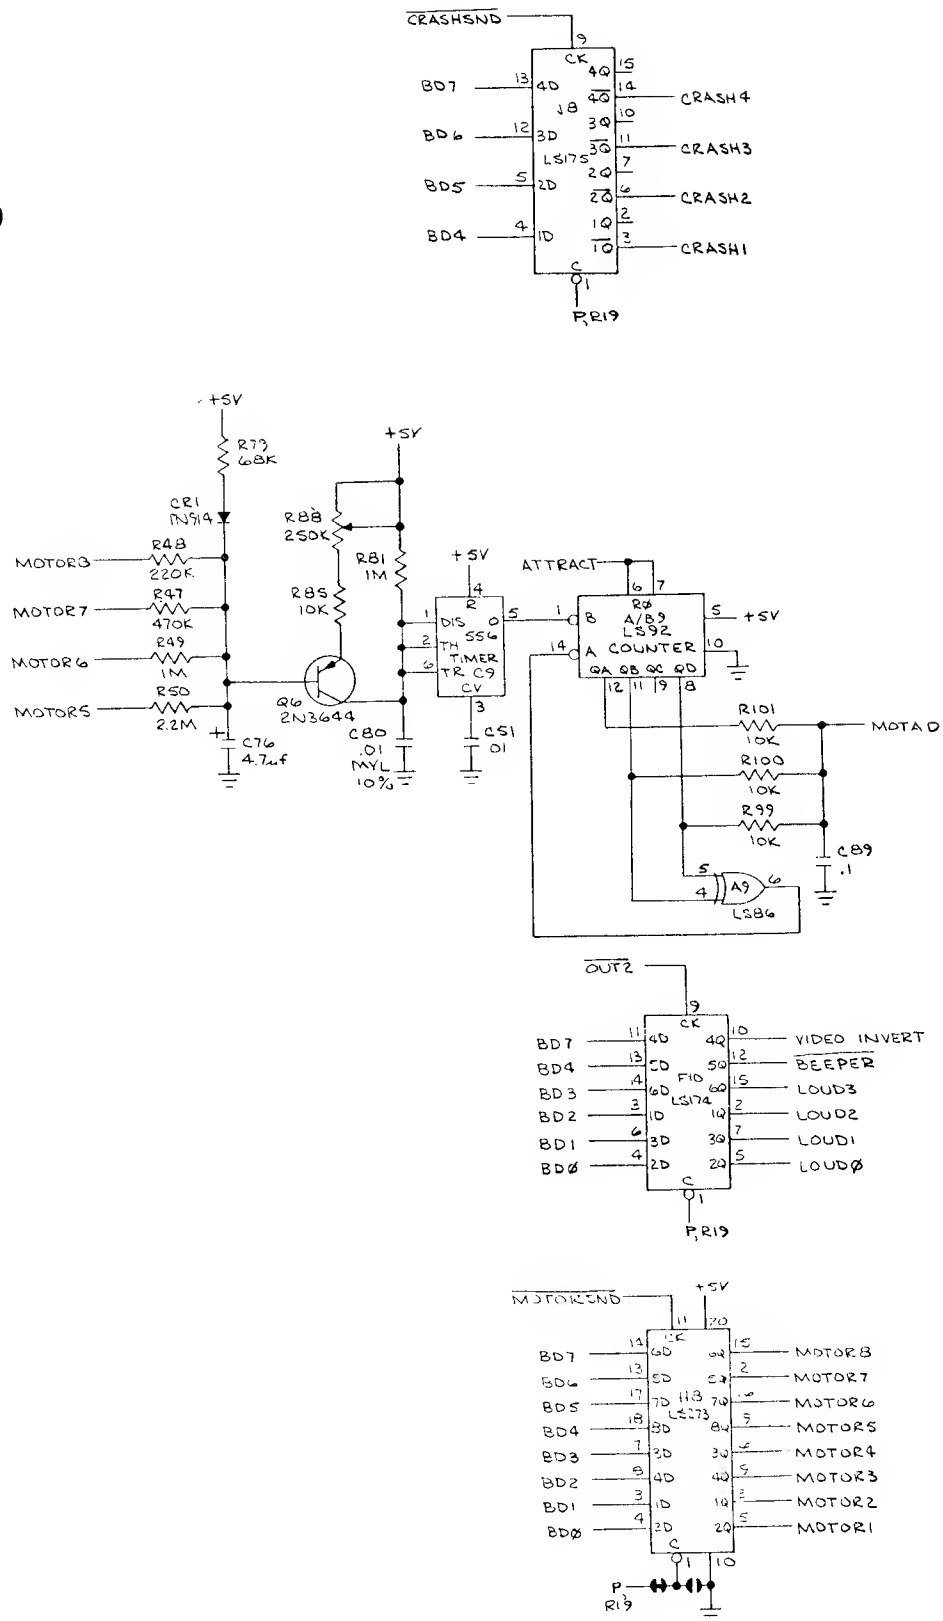 CRASHSND
9
CK
BD7 13 4D 4Q 15
J8 4Q 14 CRASH4
3Q 10
BD6 12 3D 3Q 11 CRASH3
LS175 2Q 7
BD5 5 2D 2Q 6 CRASH2
1Q 2
BD4 4 1D 1Q 3 CRASH1
C
1
P,R19
+5V
R73
68K
CR1
1N914
MOTOR8 R48
220K
MOTOR7 R47
470K
MOTOR6 R49
1M
MOTOR5 R50
2.2M
+ C76
4.7uf
+5V
R88
250K
R81
1M
R85
10K
Q6
2N3644
C80
.01
MYL
10%
+5V
4
R
1 DIS O 5
556
2 TH TIMER
6 TR C9
CV
3
C51
.01
ATTRACT
6 7
RØ
1 B A/B9 5 +5V
LS92
14 A COUNTER 10
QA QB QC QD
12 11 9 8
R101
10K
MOTAD
R100
10K
R99
10K
C89
.1
5
4 A9 6
LS86
OUT2
9
CK
BD7 11 4D 4Q 10 VIDEO INVERT
BD4 13 5D 5Q 12 BEEPER
BD3 14 6D F10 6Q 15 LOUD3
BD2 3 1D LS174 1Q 2 LOUD2
BD1 6 3D 3Q 7 LOUD1
BDØ 4 2D 2Q 5 LOUDØ
C
1
P,R19
MOTORSND
+5V
11 20
CK
BD7 14 6D 6Q 15 MOTOR8
BD6 13 5D 5Q 2 MOTOR7
BD5 17 7D H8 7Q 16 MOTOR6
BD4 18 8D LS273 8Q MOTOR5
BD3 7 3D 3Q 6 MOTOR4
BD2 8 4D 4Q 9 MOTOR3
BD1 3 1D 1Q MOTOR2
BDØ 4 2D 2Q 5 MOTOR1
C
1 10
P
R19